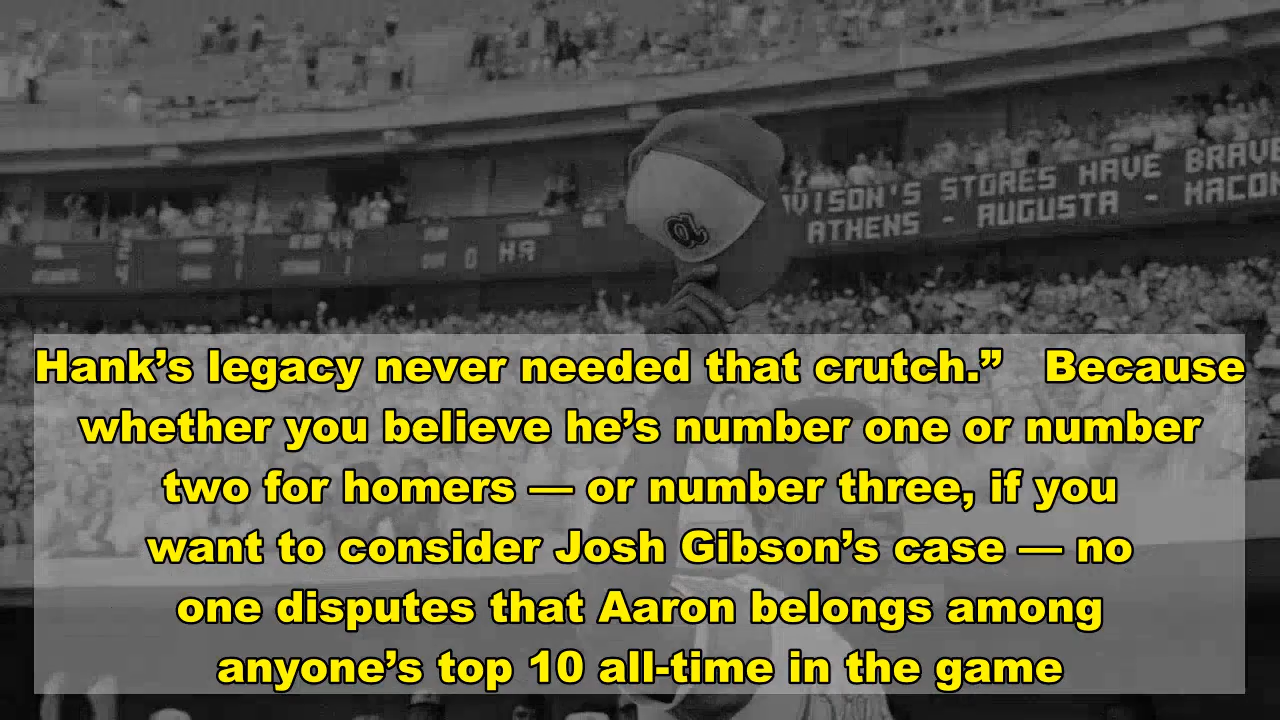 VISON'S STORES HAVE BRAVE
ATHENS - AUGUSTA - MACON
0 HR
a
Hank’s legacy never needed that crutch.”   Because
whether you believe he’s number one or number
two for homers — or number three, if you
want to consider Josh Gibson’s case — no
one disputes that Aaron belongs among
anyone’s top 10 all-time in the game